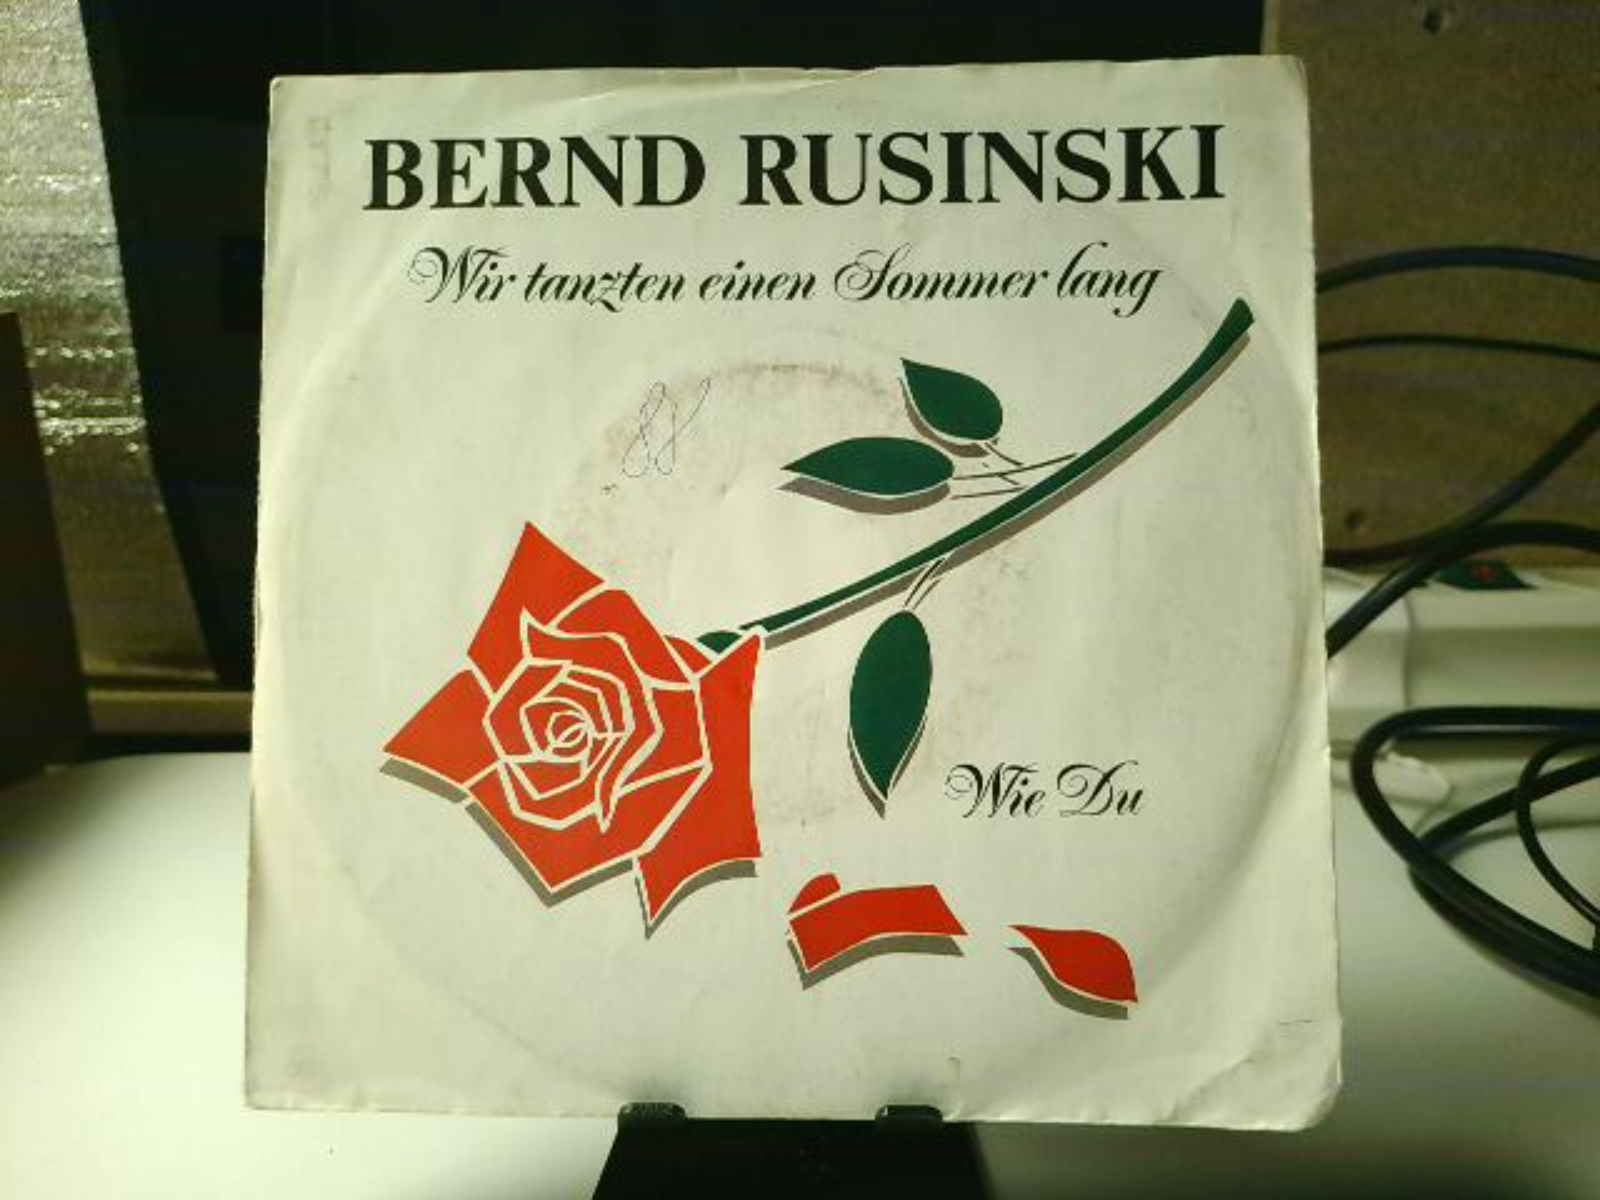 BERND RUSINSKI
Wir tanzten einen Sommer lang
Wie Du